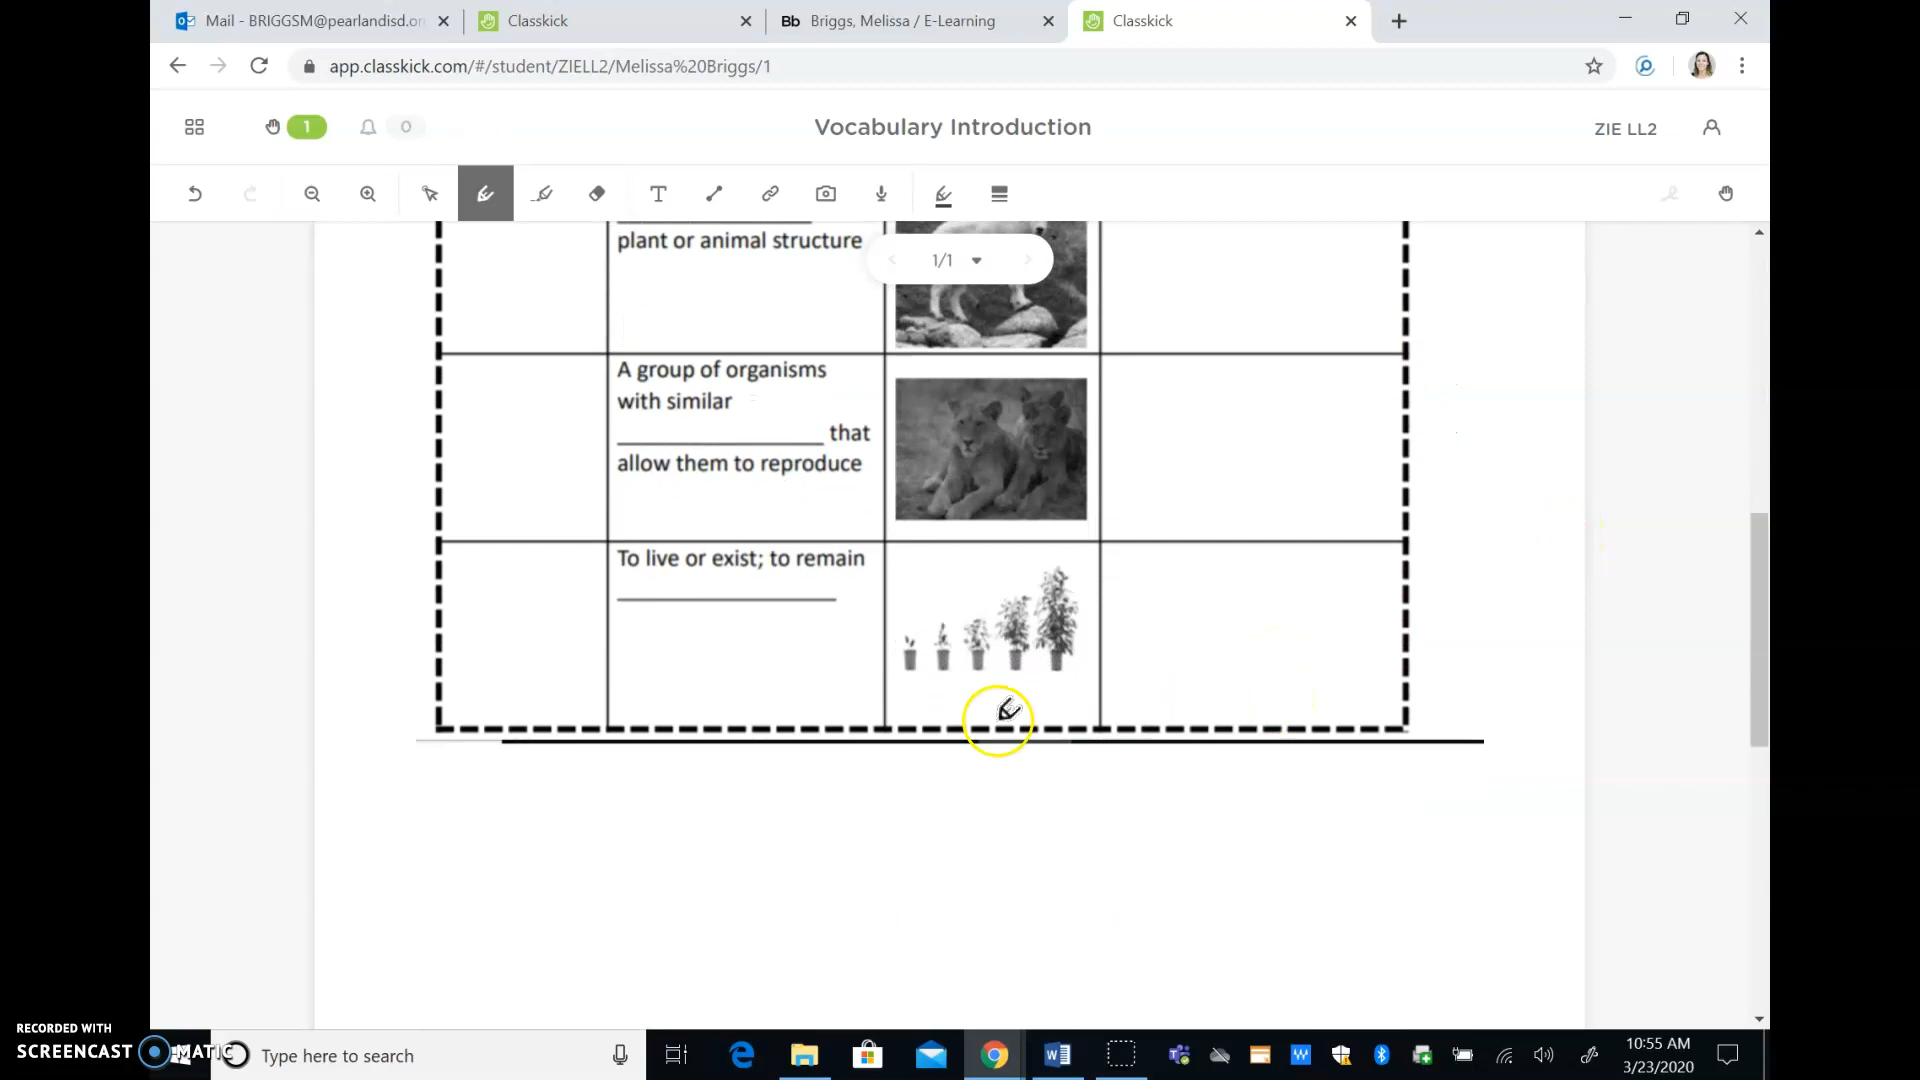 Mail - BRIGGSM@pearlandisd.or
Classkick
Bb Briggs, Melissa / E-Learning
Classkick
app.classkick.com/#/student/ZIELL2/Melissa%20Briggs/1
1
0
Vocabulary Introduction
ZIE LL2
T
1/1
plant or animal structure
A group of organisms
with similar
____________________ that
allow them to reproduce
To live or exist; to remain
____________________
RECORDED WITH
SCREENCAST MATIC
Type here to search
10:55 AM
3/23/2020